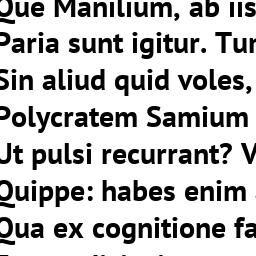 Que Manilium, ab iis
Paria sunt igitur. Tur
Sin aliud quid voles,
Polycratem Samium
Ut pulsi recurrant? V
Quippe: habes enim
Qua ex cognitione fa